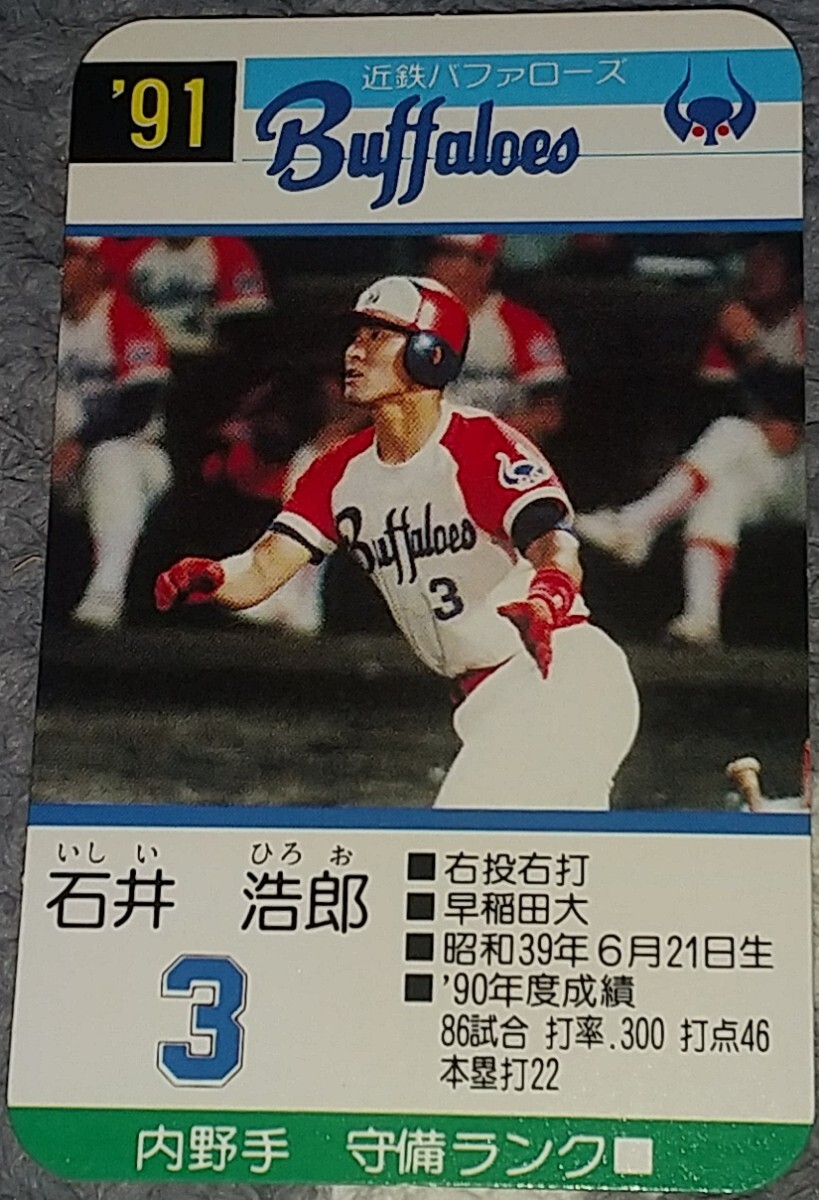 '91
近鉄バファローズ
Buffaloes
Buffaloes
3
いしい ひろお
石井 浩郎
3
■右投右打
■早稲田大
■昭和39年6月21日生
■'90年度成績
86試合 打率.300 打点46
本塁打22
内野手 守備ランク■